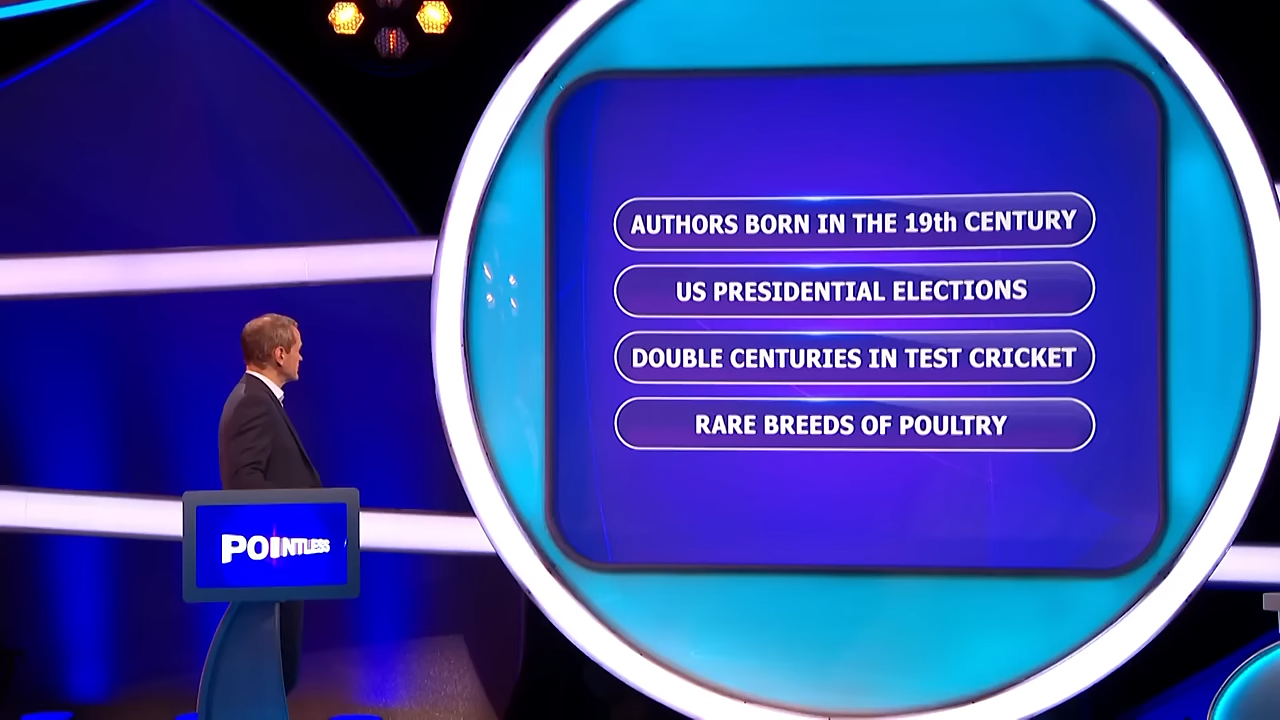 AUTHORS BORN IN THE 19th CENTURY
US PRESIDENTIAL ELECTIONS
DOUBLE CENTURIES IN TEST CRICKET
RARE BREEDS OF POULTRY
POINTLESS